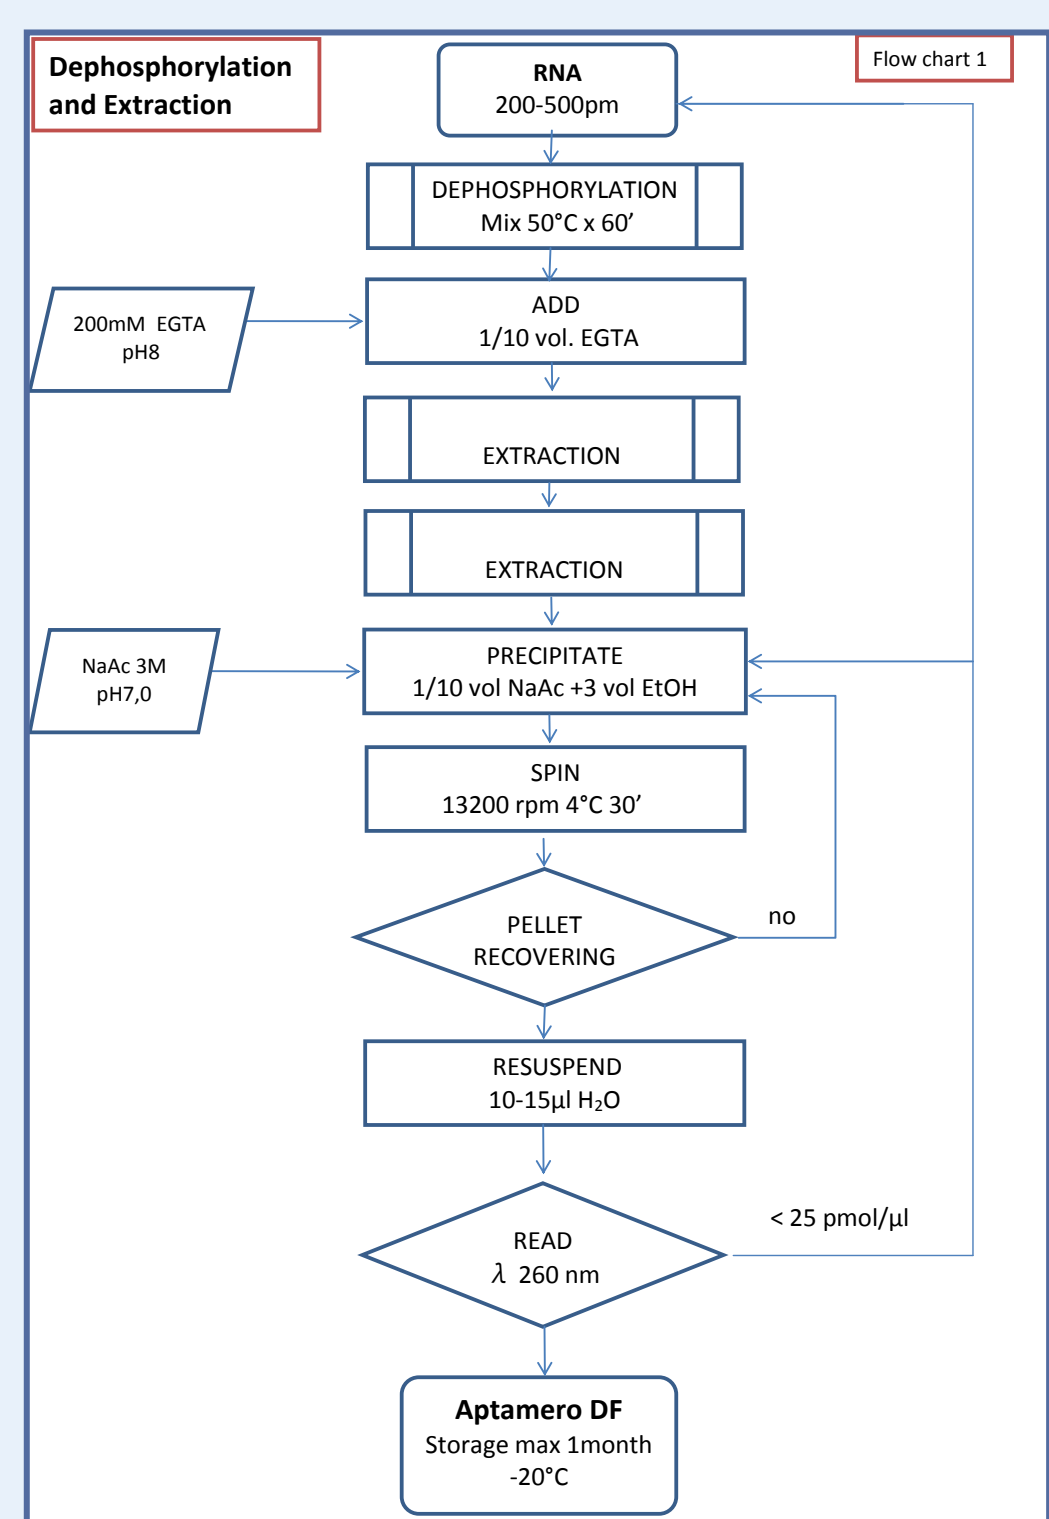 Dephosphorylation
and Extraction
Flow chart 1
RNA
200-500pm
DEPHOSPHORYLATION
Mix 50°C x 60’
200mM  EGTA
pH8
ADD
1/10 vol. EGTA
EXTRACTION
EXTRACTION
NaAc 3M
pH7,0
PRECIPITATE
1/10 vol NaAc +3 vol EtOH
SPIN
13200 rpm 4°C 30’
PELLET
RECOVERING
no
RESUSPEND
10-15µl H₂O
READ
λ 260 nm
< 25 pmol/µl
Aptamero DF
Storage max 1month
-20°C